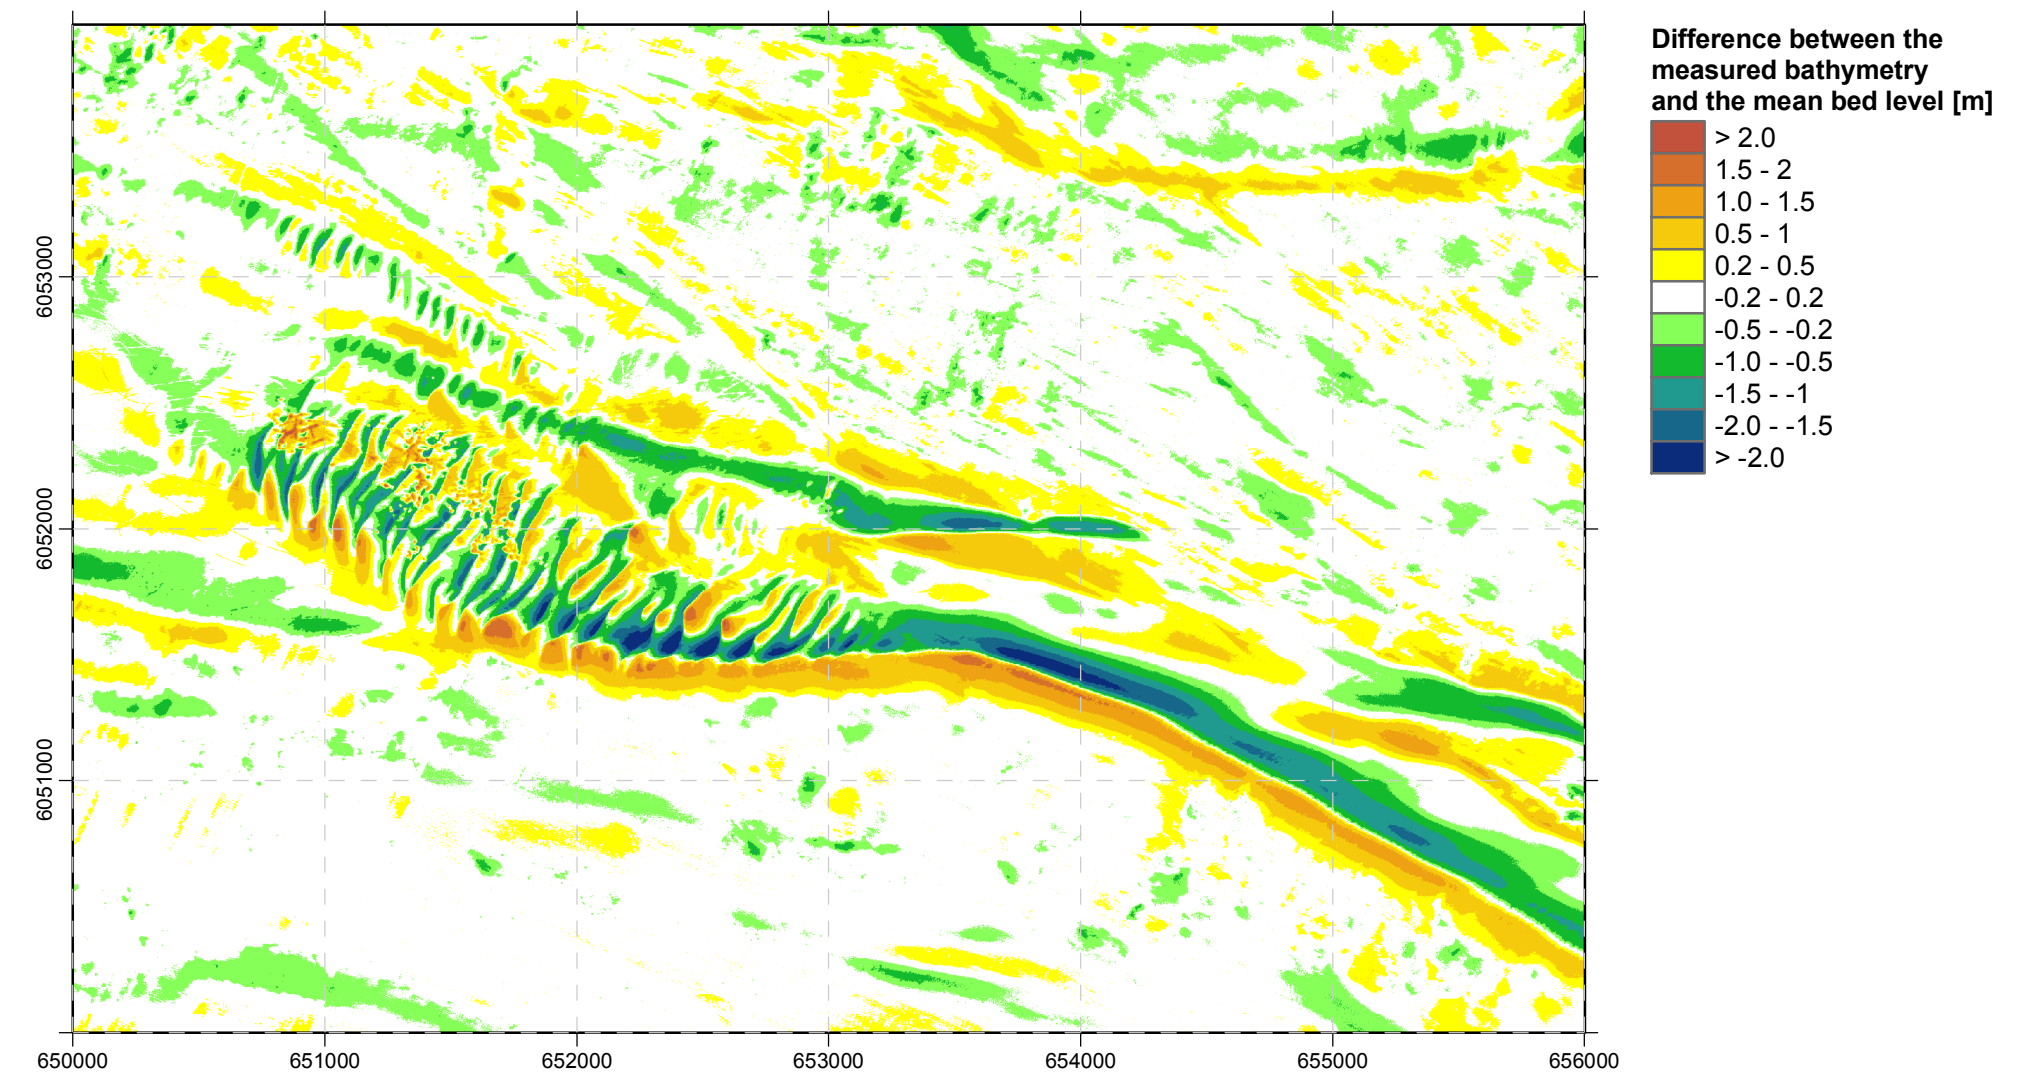 Difference between the
measured bathymetry
and the mean bed level [m]
> 2.0
1.5 - 2
1.0 - 1.5
0.5 - 1
0.2 - 0.5
-0.2 - 0.2
-0.5 - -0.2
-1.0 - -0.5
-1.5 - -1
-2.0 - -1.5
> -2.0
6053000
6052000
6051000
650000 651000 652000 653000 654000 655000 656000